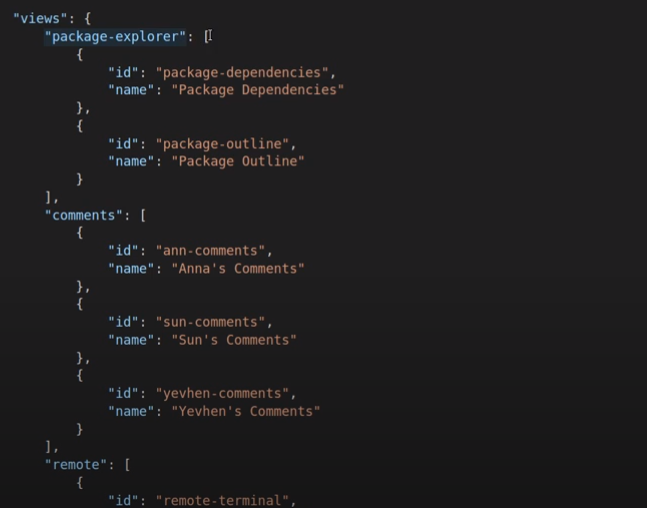 "views": {
"package-explorer": [
{
"id": "package-dependencies",
"name": "Package Dependencies"
},
{
"id": "package-outline",
"name": "Package Outline"
}
],
"comments": [
{
"id": "ann-comments",
"name": "Anna's Comments"
},
{
"id": "sun-comments",
"name": "Sun's Comments"
},
{
"id": "yevhen-comments",
"name": "Yevhen's Comments"
}
],
"remote": [
{
"id": "remote-terminal",